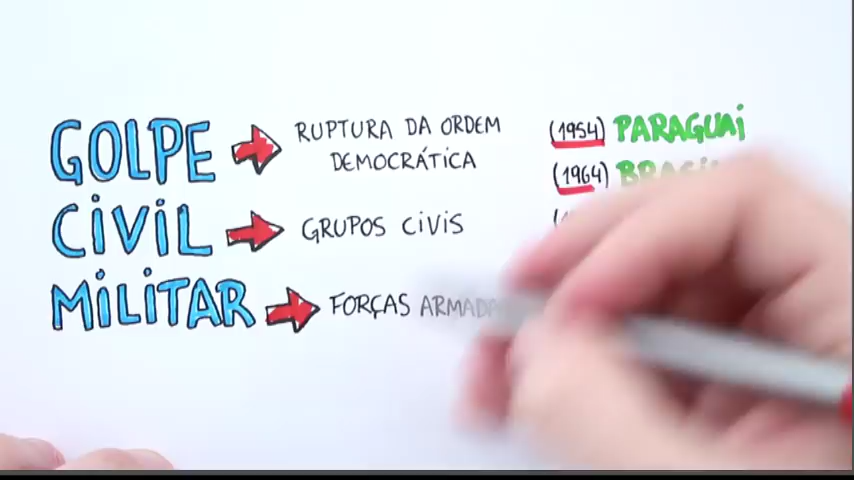 GOLPE
RUPTURA DA ORDEM
DEMOCRÁTICA
CIVIL
GRUPOS CIVIS
MILITAR
FORÇAS
(1954) PARAGUAI
(1964)